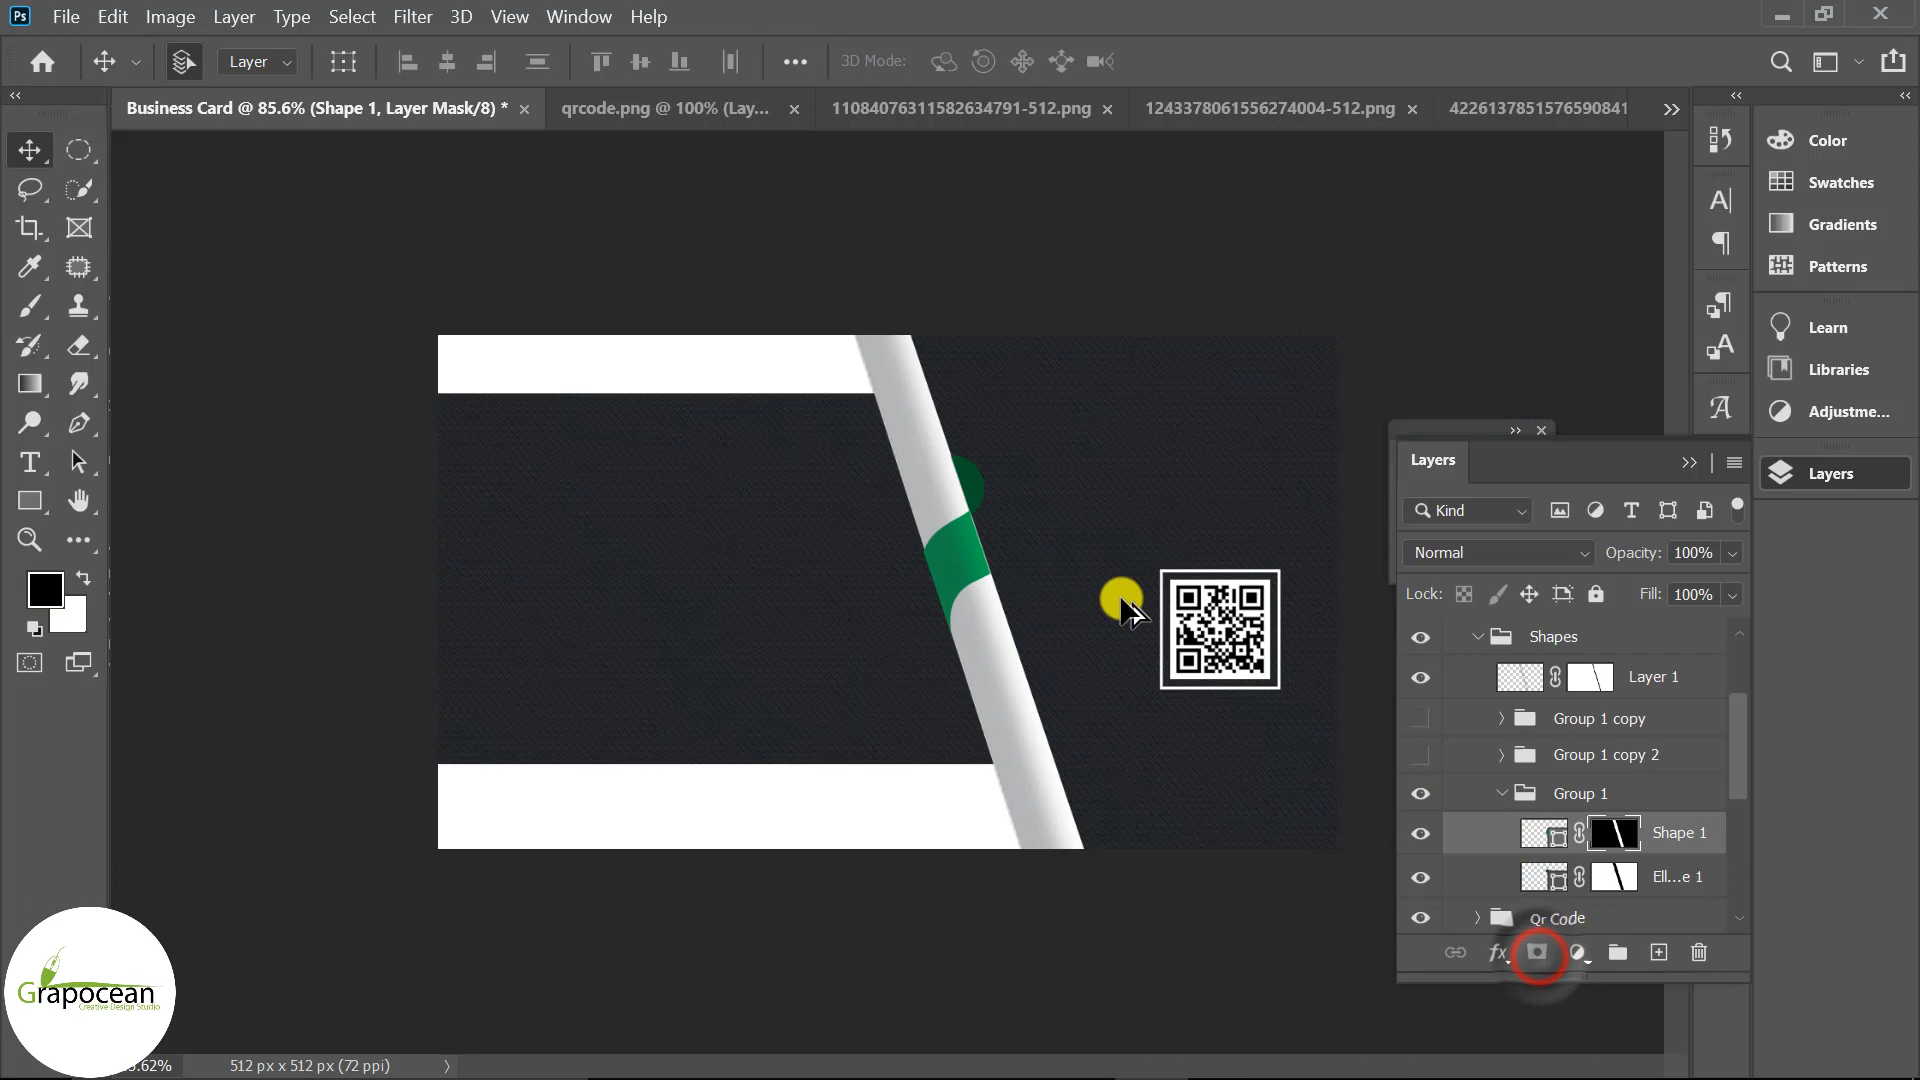 Ps File Edit Image Layer Type Select Filter 3D View Window Help
Layer 3D Mode:
Business Card @ 85.6% (Shape 1, Layer Mask/8) * qrcode.png @ 100% (Lay... 11084076311582634791-512.png 1243378061556274004-512.png 4226137851576590841
Color
Swatches
Gradients
Patterns
Learn
Libraries
Adjustme...
Layers
Layers
Kind
Normal Opacity: 100%
Lock: Fill: 100%
Shapes
Layer 1
Group 1 copy
Group 1 copy 2
Group 1
Shape 1
Ell...e 1
Qr Code
fx
Grapocean
Creative Design Studio
.62% 512 px x 512 px (72 ppi)